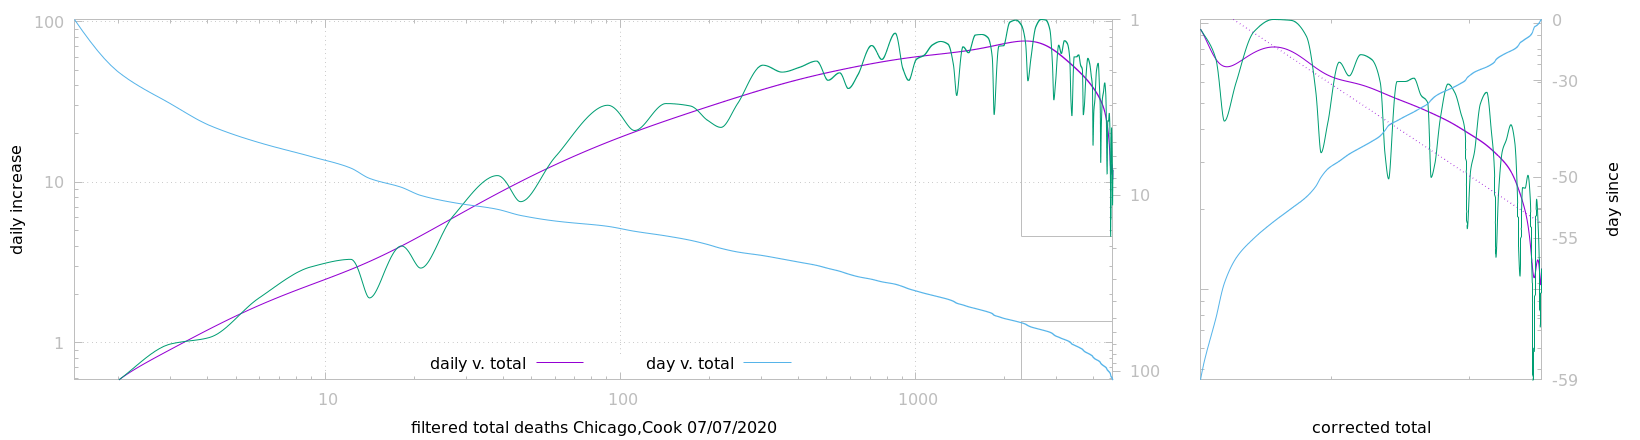 100
10
1
daily increase
daily v. total
day v. total
10
100
1000
filtered total deaths Chicago,Cook 07/07/2020
1
10
100
0
-30
-50
-55
-59
day since
corrected total